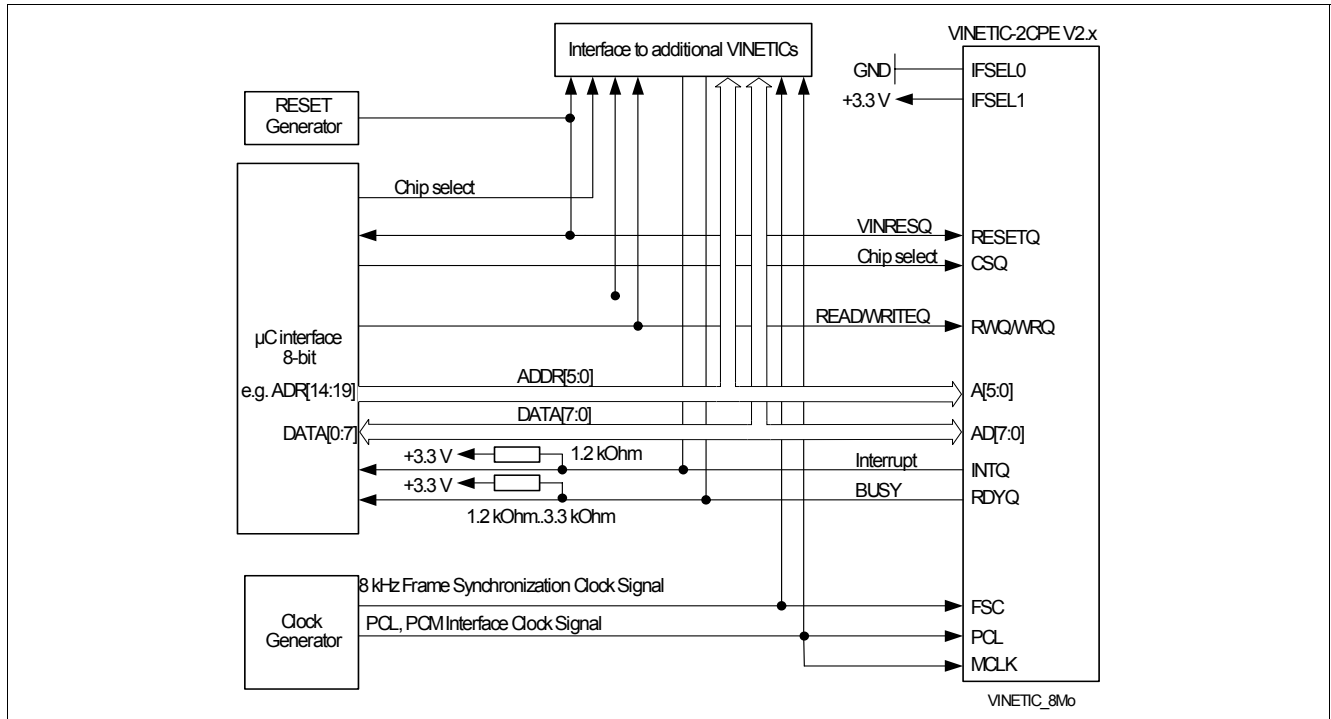 VINETIC-2CPE V2.x
Interface to additional VINETICs
GND
IFSEL0
+3.3 V
IFSEL1
RESET
Generator
Chip select
VINRESQ
RESETQ
Chip select
CSQ
READ/WRITEQ
RWQ/WRQ
µC interface
8-bit
ADDR[5:0]
e.g. ADR[14:19]
A[5:0]
DATA[7:0]
DATA[0:7]
AD[7:0]
+3.3 V
1.2 kOhm
Interrupt
INTQ
+3.3 V
BUSY
RDYQ
1.2 kOhm..3.3 kOhm
8 kHz Frame Synchronization Clock Signal
FSC
Clock
Generator
PCL, PCM Interface Clock Signal
PCL
MCLK
VINETIC_8Mo